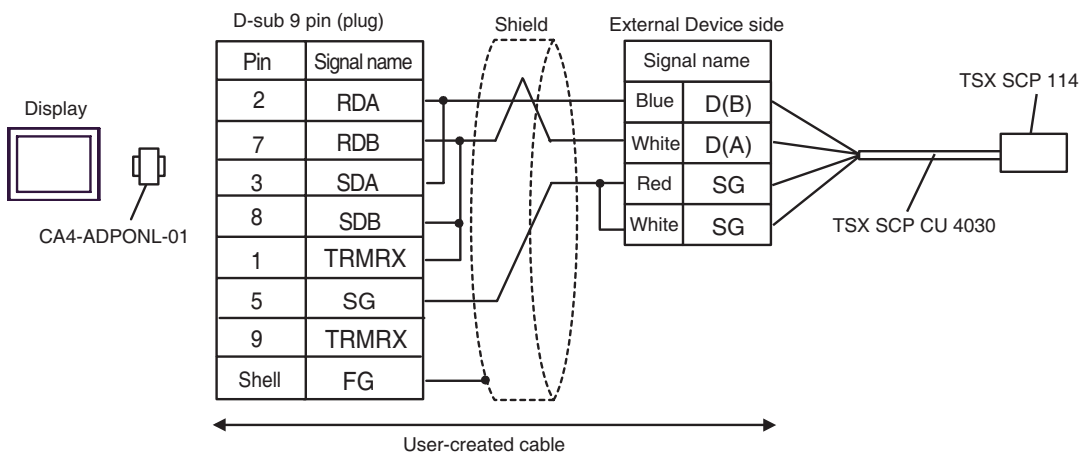 D-sub 9 pin (plug)
Shield
External Device side
Pin Signal name
2 RDA
7 RDB
3 SDA
8 SDB
1 TRMRX
5 SG
9 TRMRX
Shell FG
Signal name
Blue D(B)
White D(A)
Red SG
White SG
TSX SCP 114
Display
CA4-ADPONL-01
TSX SCP CU 4030
User-created cable